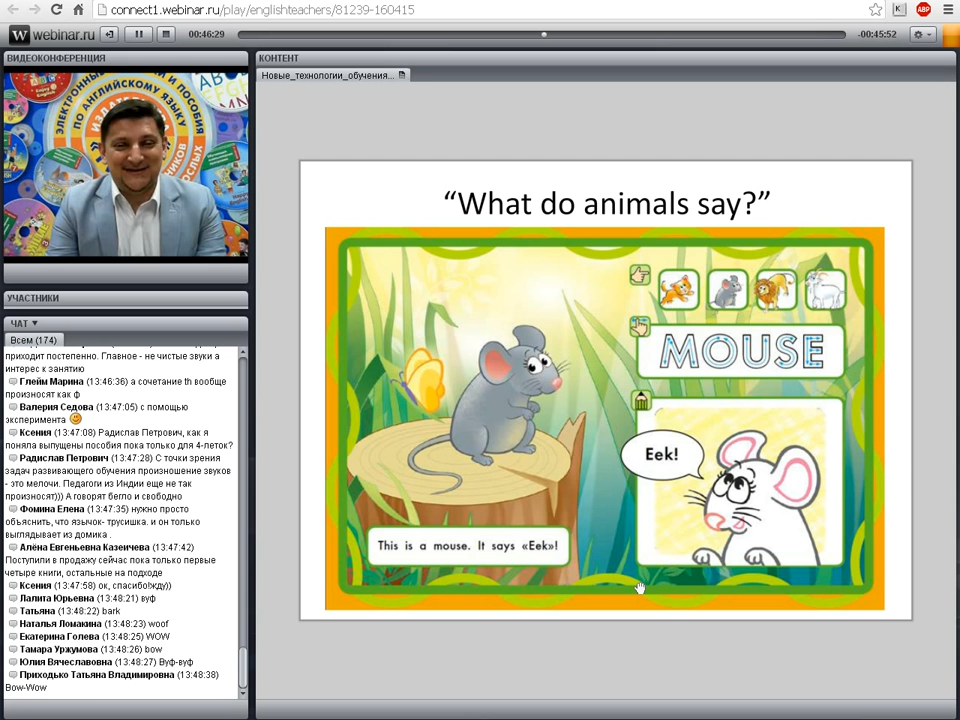 connect1.webinar.ru/play/englishteachers/81239-160415
ABP
webinar.ru
00:46:29
-00:45:52
ВИДЕОКОНФЕРЕНЦИЯ
КОНТЕНТ
Новые_технологии_обучения...
ЭЛЕКТРОННЫЕ
ПО АНГЛИЙСКОМУ ЯЗЫКУ
И ПОСОБИЯ
УЧАСТНИКИ
ЧАТ
Всем (174)
приходит постепенно. Главное - не чистые звуки а
интерес к занятию
Глейм Марина (13:46:36) а сочетание th вообще
произносят как ф
Валерия Седова (13:47:05) с помощью
эксперимента
Ксения (13:47:08) Радислав Петрович, как я
поняла выпущены пособия пока только для 4-леток?
Радислав Петрович (13:47:28) С точки зрения
задач развивающего обучения произношение звуков
- это мелочи. Педагоги из Индии еще не так
произносят))) А говорят бегло и свободно
Фомина Елена (13:47:35) нужно просто
объяснить, что язычок- трусишка. и он только
выглядывает из домика .
Алёна Евгеньевна Казеичева (13:47:42)
Поступили в продажу сейчас пока только первые
четыре книги, остальные на подходе
Ксения (13:47:58) ок, спасибо!жду))
Лалита Юрьевна (13:48:21) вуф
Татьяна (13:48:22) bark
Наталья Ломакина (13:48:23) woof
Екатерина Голева (13:48:25) WOW
Тамара Уржумова (13:48:26) bow
Юлия Вячеславовна (13:48:27) Вуф-вуф
Приходько Татьяна Владимировна (13:48:38)
Bow-Wow
“What do animals say?”
MOUSE
Eek!
This is a mouse. It says «Eek»!